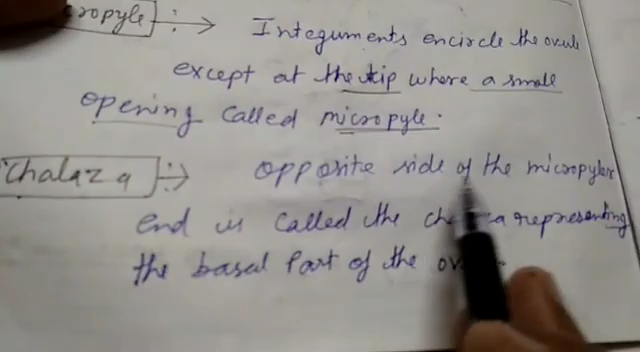 ropyle :→ Integuments encircle the ovule
except at the tip where a small
opening called micropyle.
Chalaza :→ opposite side of the micropylar
end is called the representing
the basal part of the